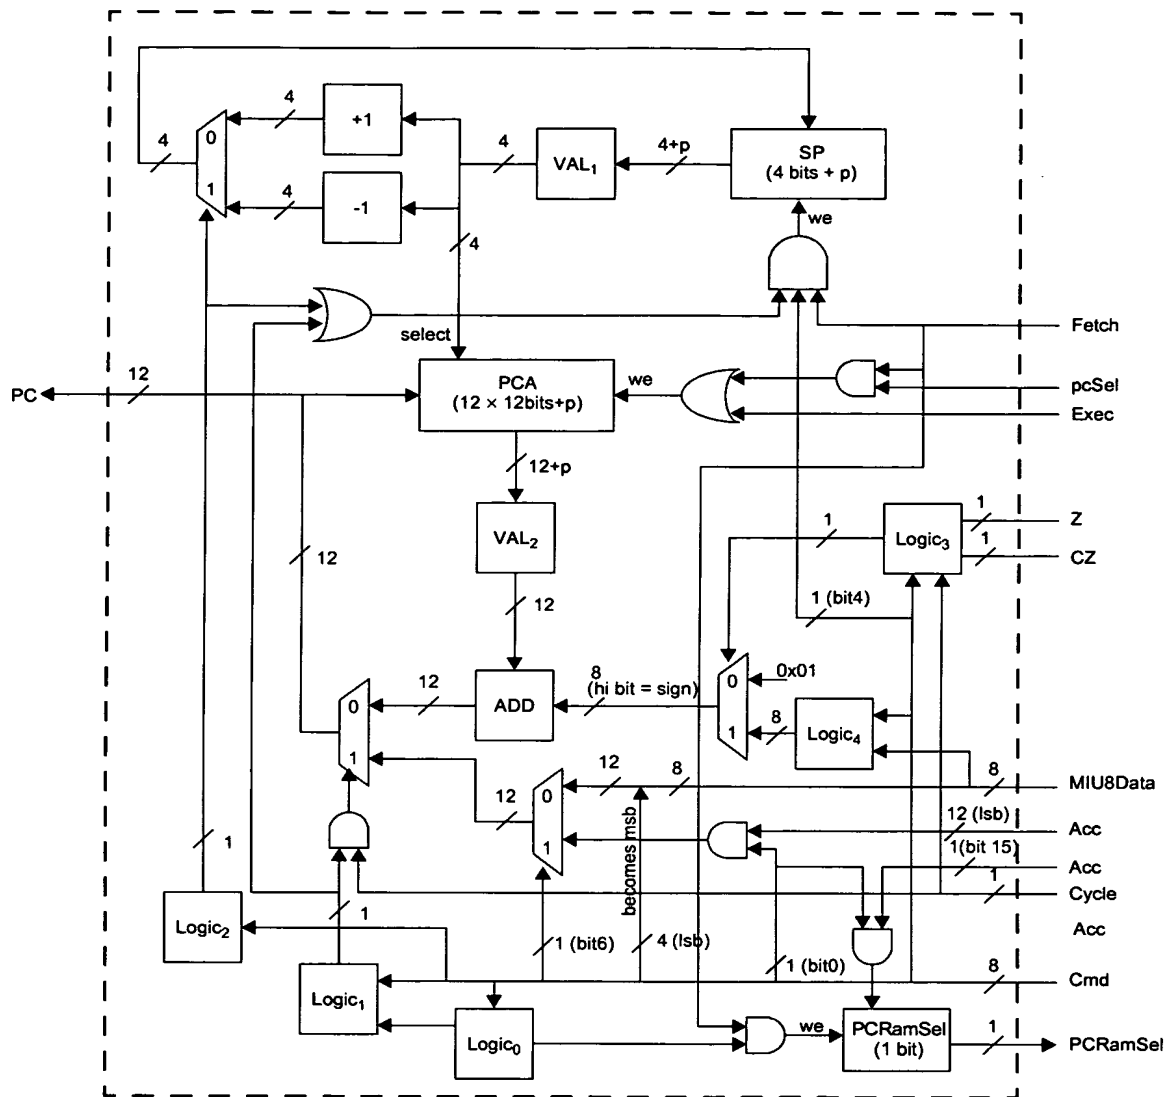 4
+1
4
0
1
4
-1
4
4
VAL1
4+p
SP
(4 bits + p)
we
select
Fetch
PC
12
PCA
(12 × 12bits+p)
we
pcSel
Exec
12+p
VAL2
12
12
1
Logic3
1
Z
1
CZ
1 (bit4)
0
1
0x01
8
(hi bit = sign)
ADD
12
0
1
8
Logic4
12
0
1
12
8
8
MIU8Data
becomes msb
12 (lsb)
Acc
1(bit 15)
Acc
1
Cycle
Acc
1
Logic2
1
1 (bit6)
4 (lsb)
1 (bit0)
8
Cmd
Logic1
Logic0
we
PCRamSel
(1 bit)
1
PCRamSel